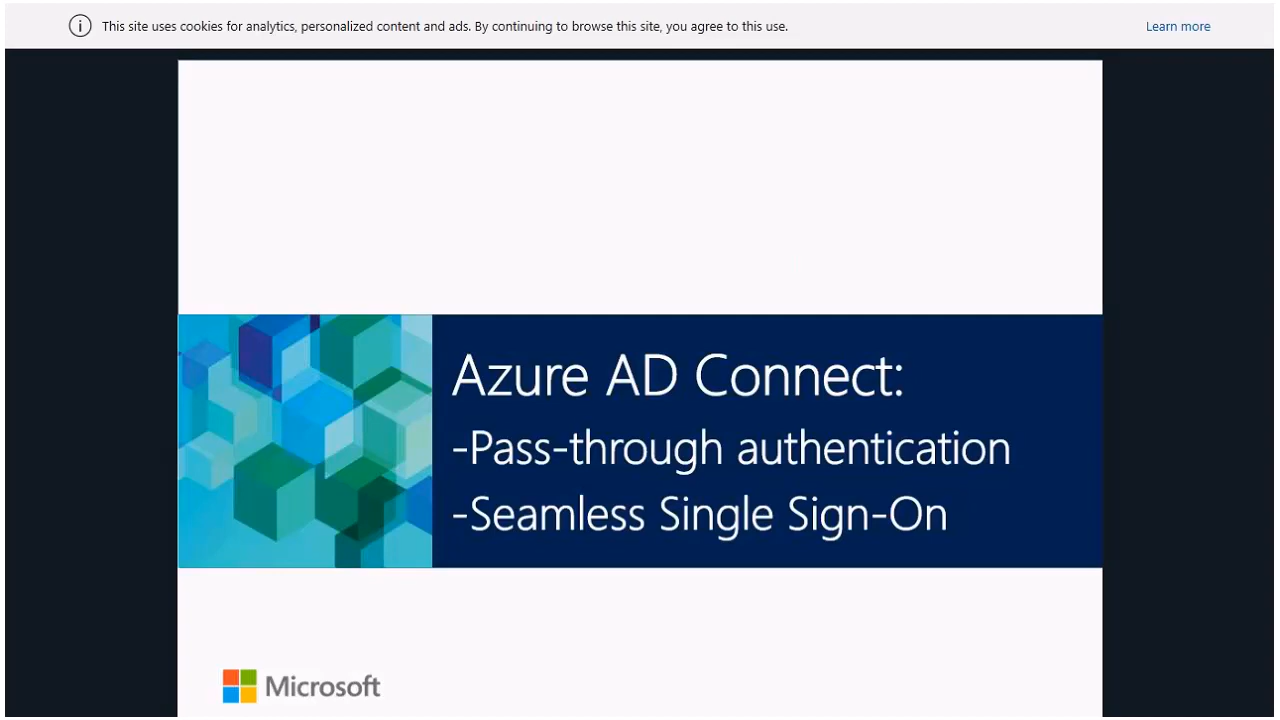 This site uses cookies for analytics, personalized content and ads. By continuing to browse this site, you agree to this use.
Learn more
Azure AD Connect:
-Pass-through authentication
-Seamless Single Sign-On
Microsoft